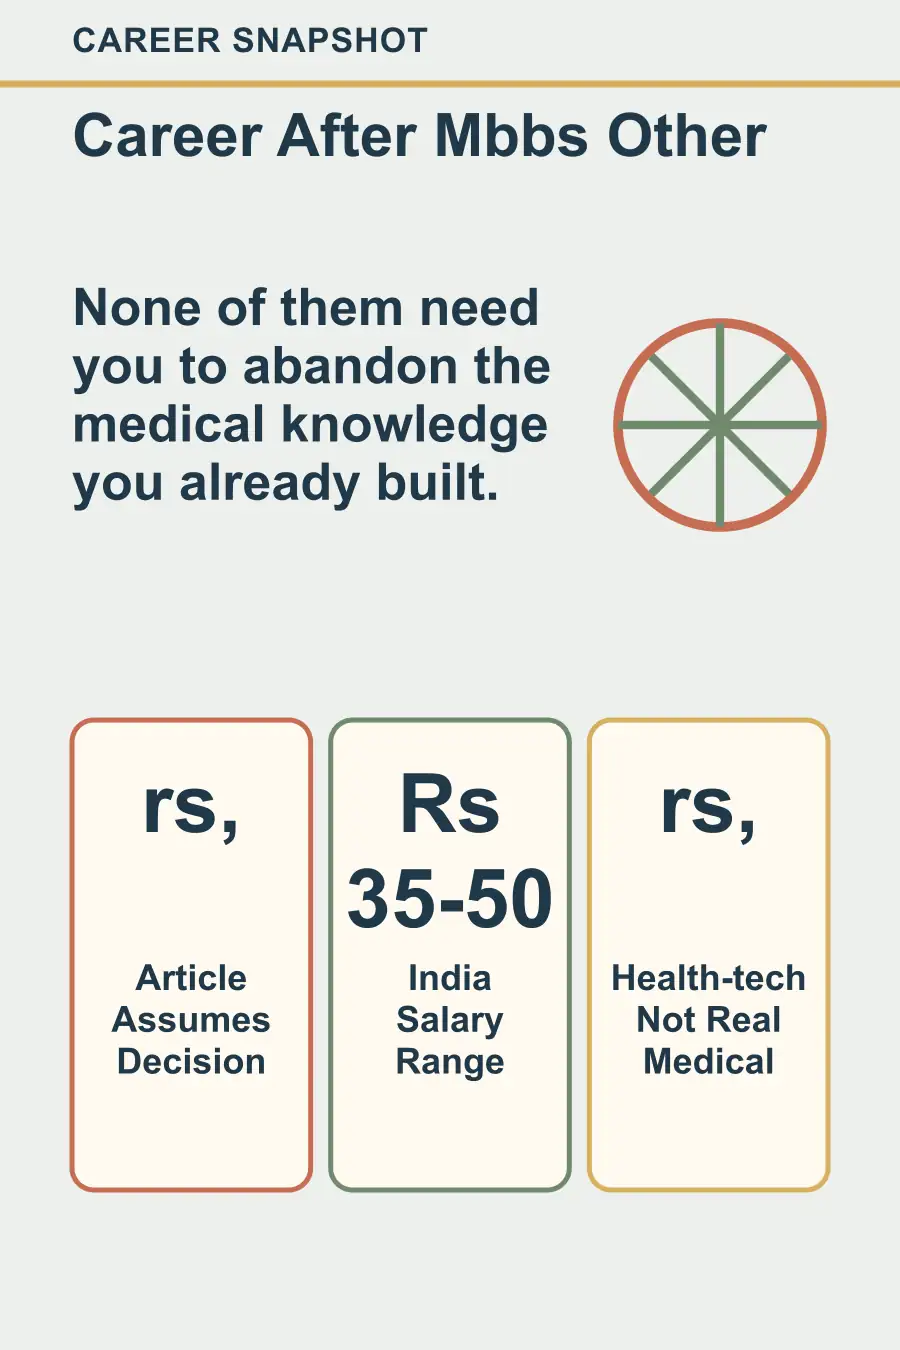 CAREER SNAPSHOT
Career After Mbbs Other
None of them need
you to abandon the
medical knowledge
you already built.
rs,
Article
Assumes
Decision
Rs
35-50
India
Salary
Range
rs,
Health-tech
Not Real
Medical